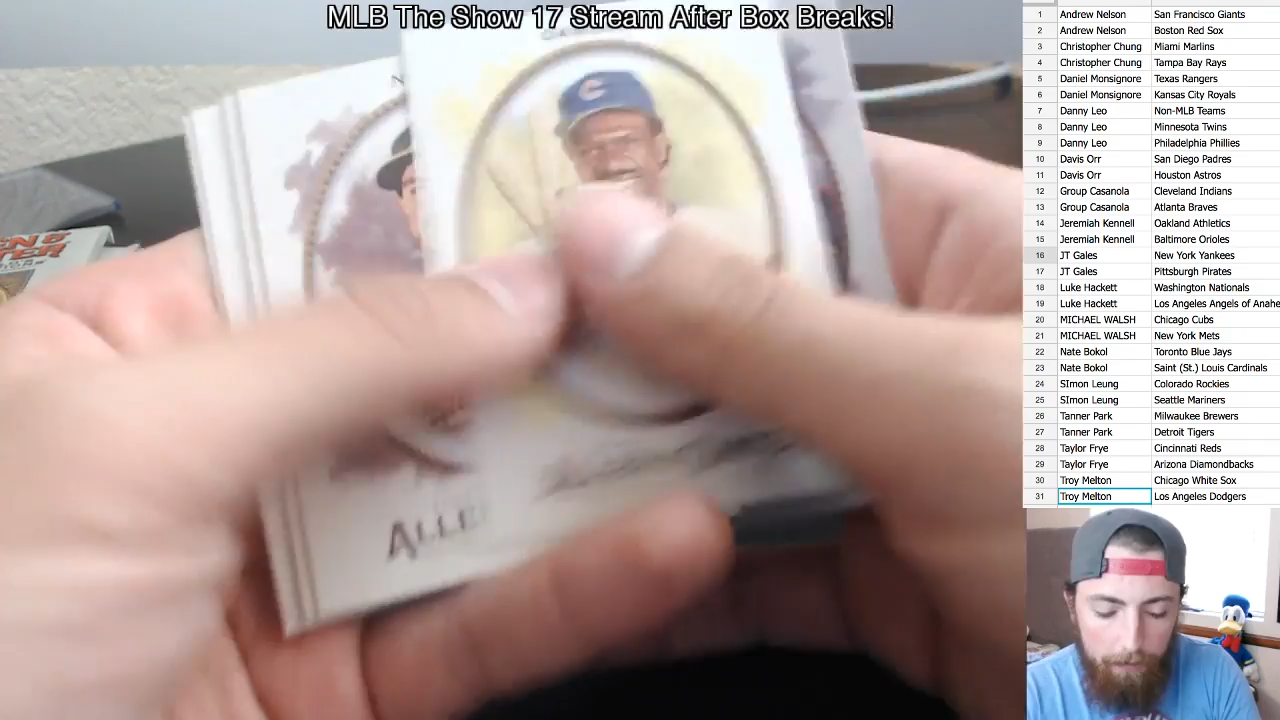 MLB The Show 17 Stream After Box Breaks!
1 Andrew Nelson San Francisco Giants
2 Andrew Nelson Boston Red Sox
3 Christopher Chung Miami Marlins
4 Christopher Chung Tampa Bay Rays
5 Daniel Monsignore Texas Rangers
6 Daniel Monsignore Kansas City Royals
7 Danny Leo Non-MLB Teams
8 Danny Leo Minnesota Twins
9 Danny Leo Philadelphia Phillies
10 Davis Orr San Diego Padres
11 Davis Orr Houston Astros
12 Group Casanola Cleveland Indians
13 Group Casanola Atlanta Braves
14 Jeremiah Kennell Oakland Athletics
15 Jeremiah Kennell Baltimore Orioles
16 JT Gales New York Yankees
17 JT Gales Pittsburgh Pirates
18 Luke Hackett Washington Nationals
19 Luke Hackett Los Angeles Angels of Anahe
20 MICHAEL WALSH Chicago Cubs
21 MICHAEL WALSH New York Mets
22 Nate Bokol Toronto Blue Jays
23 Nate Bokol Saint (St.) Louis Cardinals
24 SImon Leung Colorado Rockies
25 SImon Leung Seattle Mariners
26 Tanner Park Milwaukee Brewers
27 Tanner Park Detroit Tigers
28 Taylor Frye Cincinnati Reds
29 Taylor Frye Arizona Diamondbacks
30 Troy Melton Chicago White Sox
31 Troy Melton Los Angeles Dodgers
C
ALLE